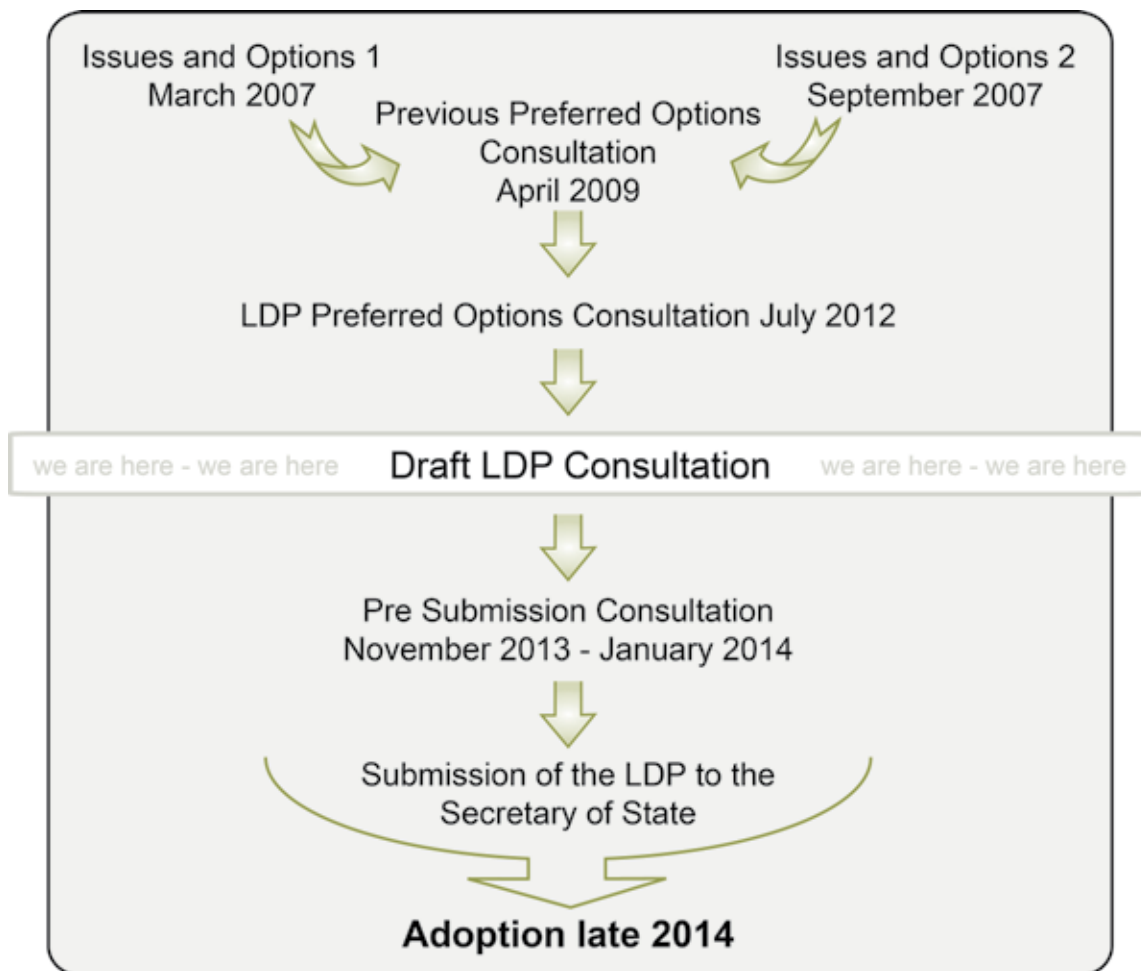 Issues and Options 1
March 2007
Issues and Options 2
September 2007
Previous Preferred Options
Consultation
April 2009
LDP Preferred Options Consultation July 2012
we are here - we are here Draft LDP Consultation we are here - we are here
Pre Submission Consultation
November 2013 - January 2014
Submission of the LDP to the
Secretary of State
Adoption late 2014